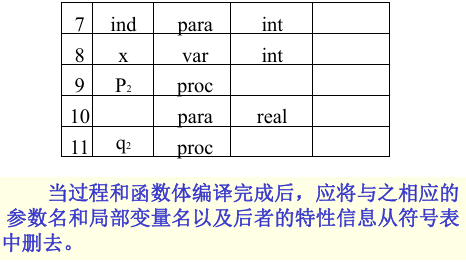 7 ind para int
8 x var int
9 P2 proc
10 para real
11 q2 proc
当过程和函数体编译完成后，应将与之相应的
参数名和局部变量名以及后者的特性信息从符号表
中删去。